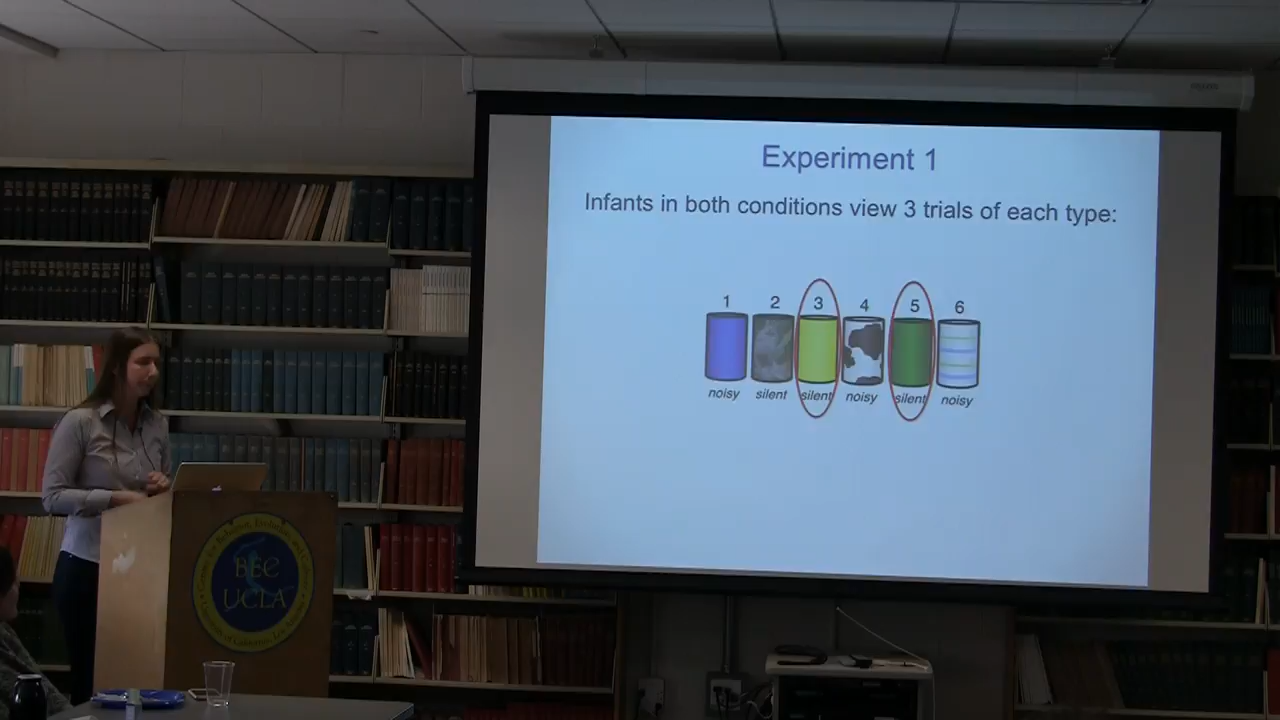 Experiment 1
Infants in both conditions view 3 trials of each type:
1 2 3 4 5 6
noisy silent silent noisy silent noisy
BEC
UCLA